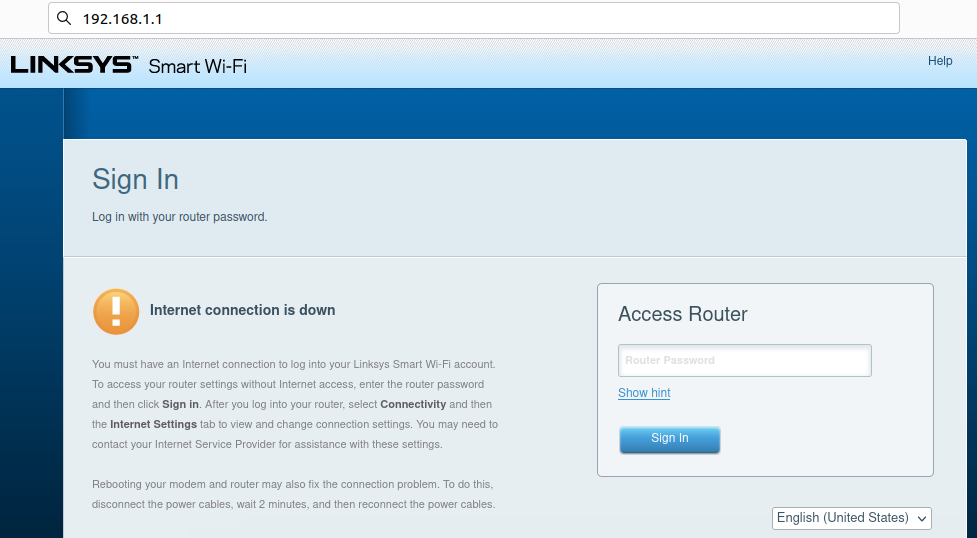 192.168.1.1
LINKSYS™ Smart Wi-Fi
Help
Sign In
Log in with your router password.
Internet connection is down
You must have an Internet connection to log into your Linksys Smart Wi-Fi account.
To access your router settings without Internet access, enter the router password
and then click Sign in. After you log into your router, select Connectivity and then
the Internet Settings tab to view and change connection settings. You may need to
contact your Internet Service Provider for assistance with these settings.
Rebooting your modem and router may also fix the connection problem. To do this,
disconnect the power cables, wait 2 minutes, and then reconnect the power cables.
Access Router
Router Password
Show hint
Sign In
English (United States)